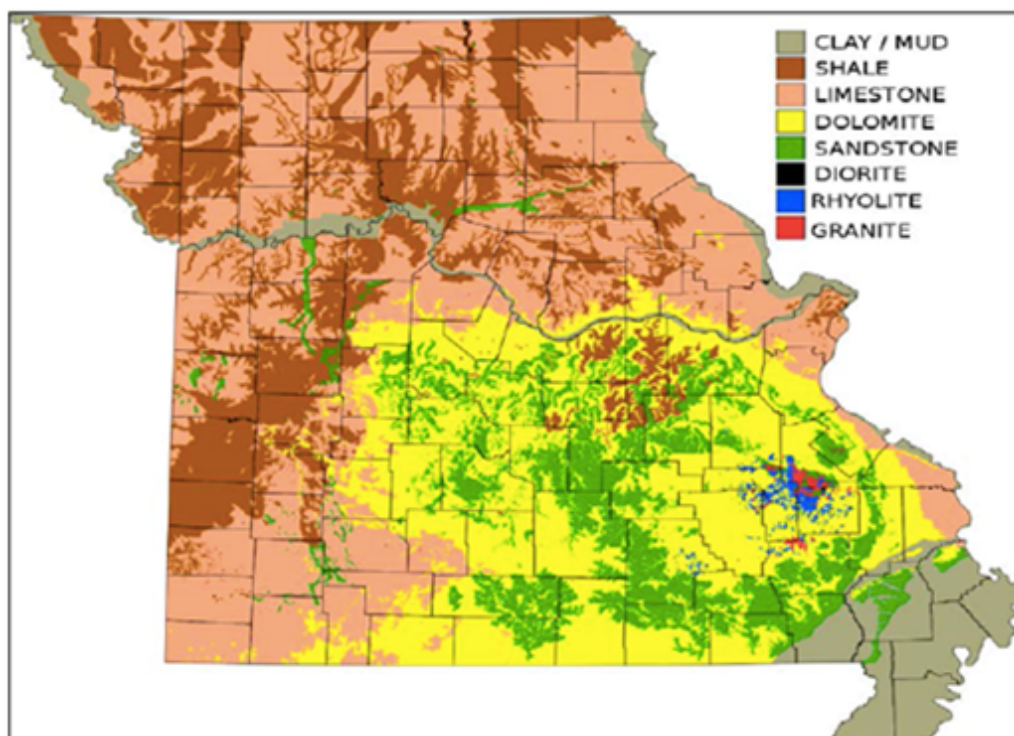 CLAY / MUD
SHALE
LIMESTONE
DOLOMITE
SANDSTONE
DIORITE
RHYOLITE
GRANITE